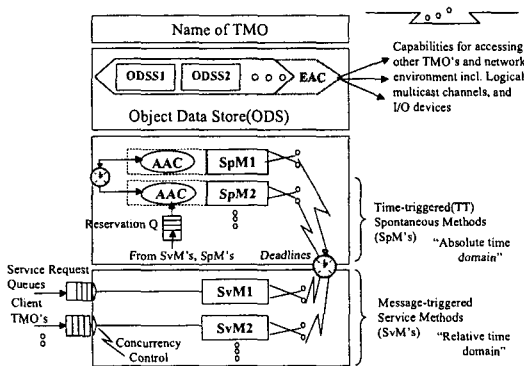 Name of TMO
ODSS1
ODSS2
EAC
Object Data Store(ODS)
Capabilities for accessing
other TMO's and network
environment incl. Logical
multicast channels, and
I/O devices
AAC
SpM1
AAC
SpM2
Reservation Q
From SvM's, SpM's
Deadlines
Time-triggered(TT)
Spontaneous Methods
(SpM's)
"Absolute time
domain"
Service Request
Queues
Client
TMO's
SvM1
SvM2
Concurrency
Control
Message-triggered
Service Methods
(SvM's)
"Relative time
domain"